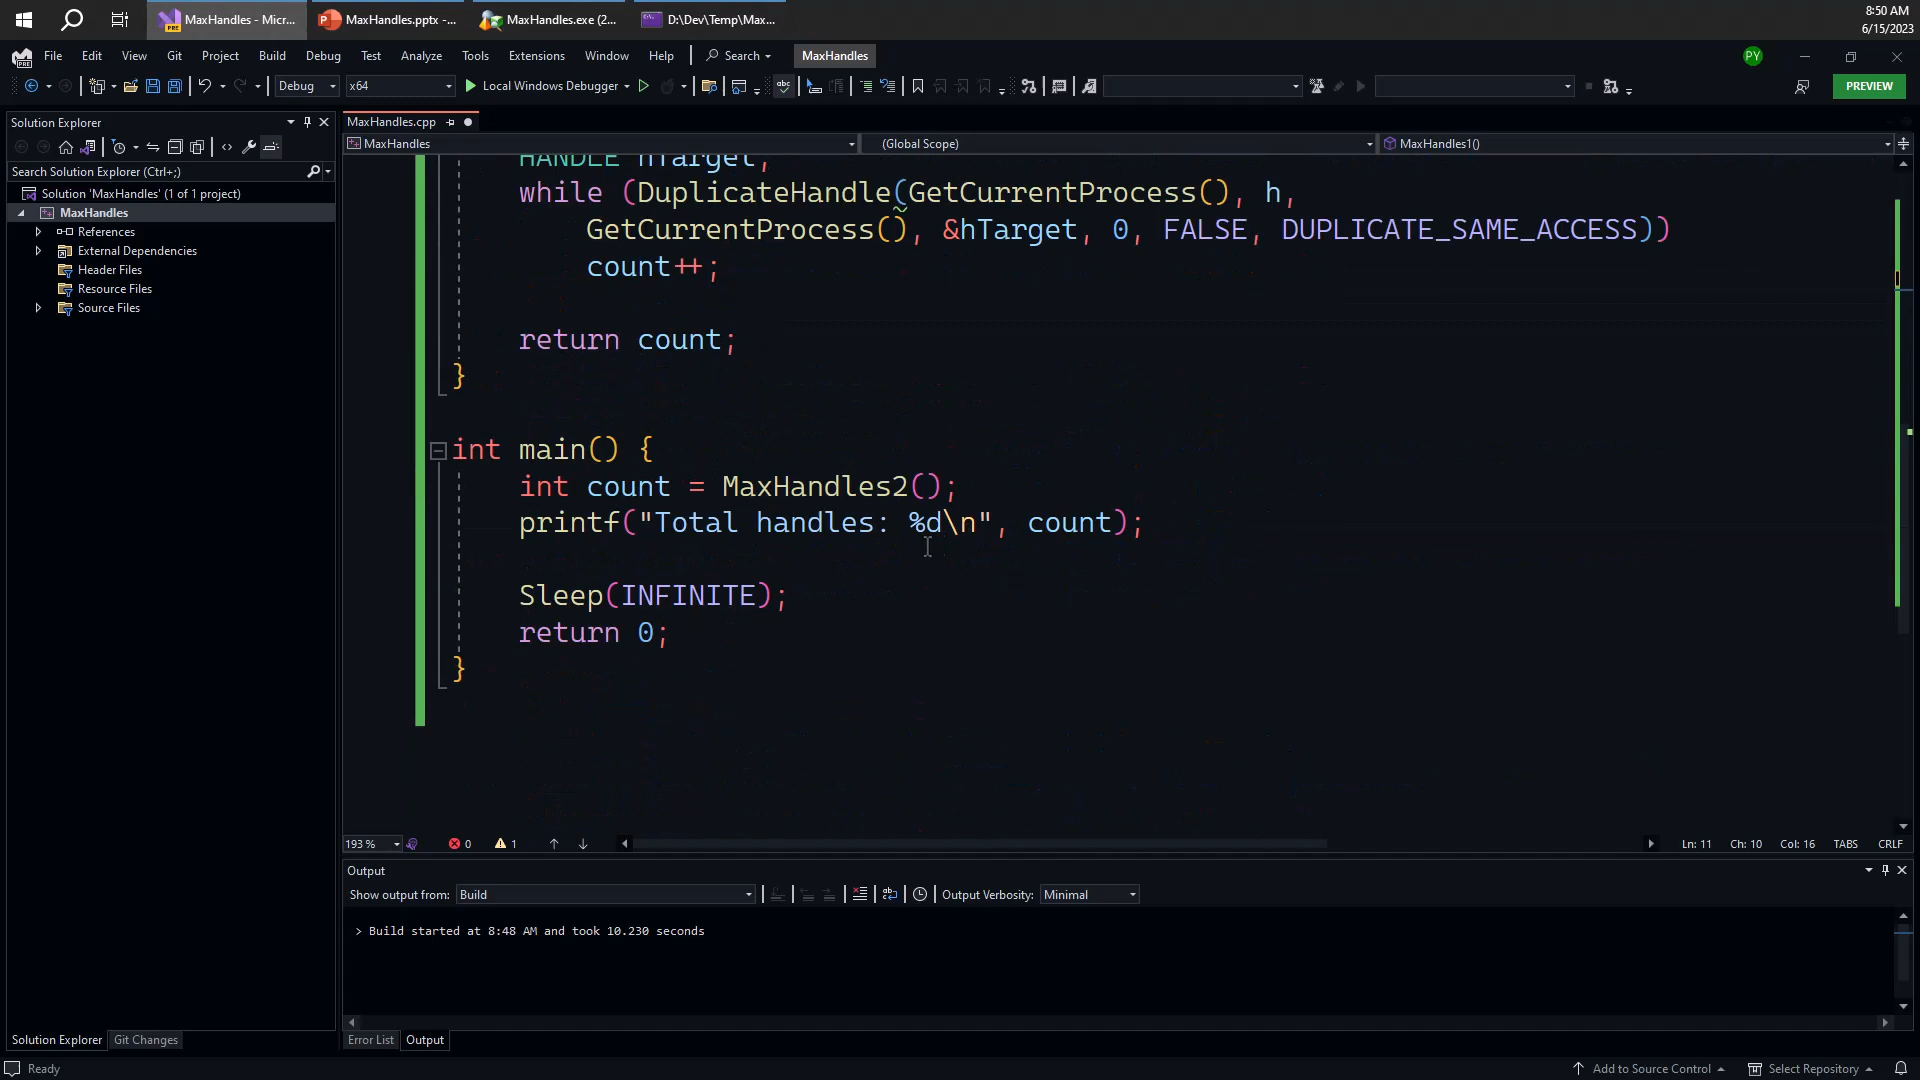 MaxHandles - Micr...
MaxHandles.pptx -...
MaxHandles.exe (2...
D:\Dev\Temp\Max...
8:50 AM
6/15/2023
File Edit View Git Project Build Debug Test Analyze Tools Extensions Window Help Search MaxHandles
PY
Debug x64 Local Windows Debugger
PREVIEW
Solution Explorer
Search Solution Explorer (Ctrl+;)
Solution 'MaxHandles' (1 of 1 project)
MaxHandles
References
External Dependencies
Header Files
Resource Files
Source Files
MaxHandles.cpp
MaxHandles (Global Scope) MaxHandles1()
HANDLE hTarget;
while (DuplicateHandle(GetCurrentProcess(), h,
GetCurrentProcess(), &hTarget, 0, FALSE, DUPLICATE_SAME_ACCESS))
count++;
return count;
}
int main() {
int count = MaxHandles2();
printf("Total handles: %d\n", count);
Sleep(INFINITE);
return 0;
}
193 % 0 1 Ln: 11 Ch: 10 Col: 16 TABS CRLF
Output
Show output from: Build Output Verbosity: Minimal
> Build started at 8:48 AM and took 10.230 seconds
Solution Explorer Git Changes
Error List Output
Ready
Add to Source Control Select Repository